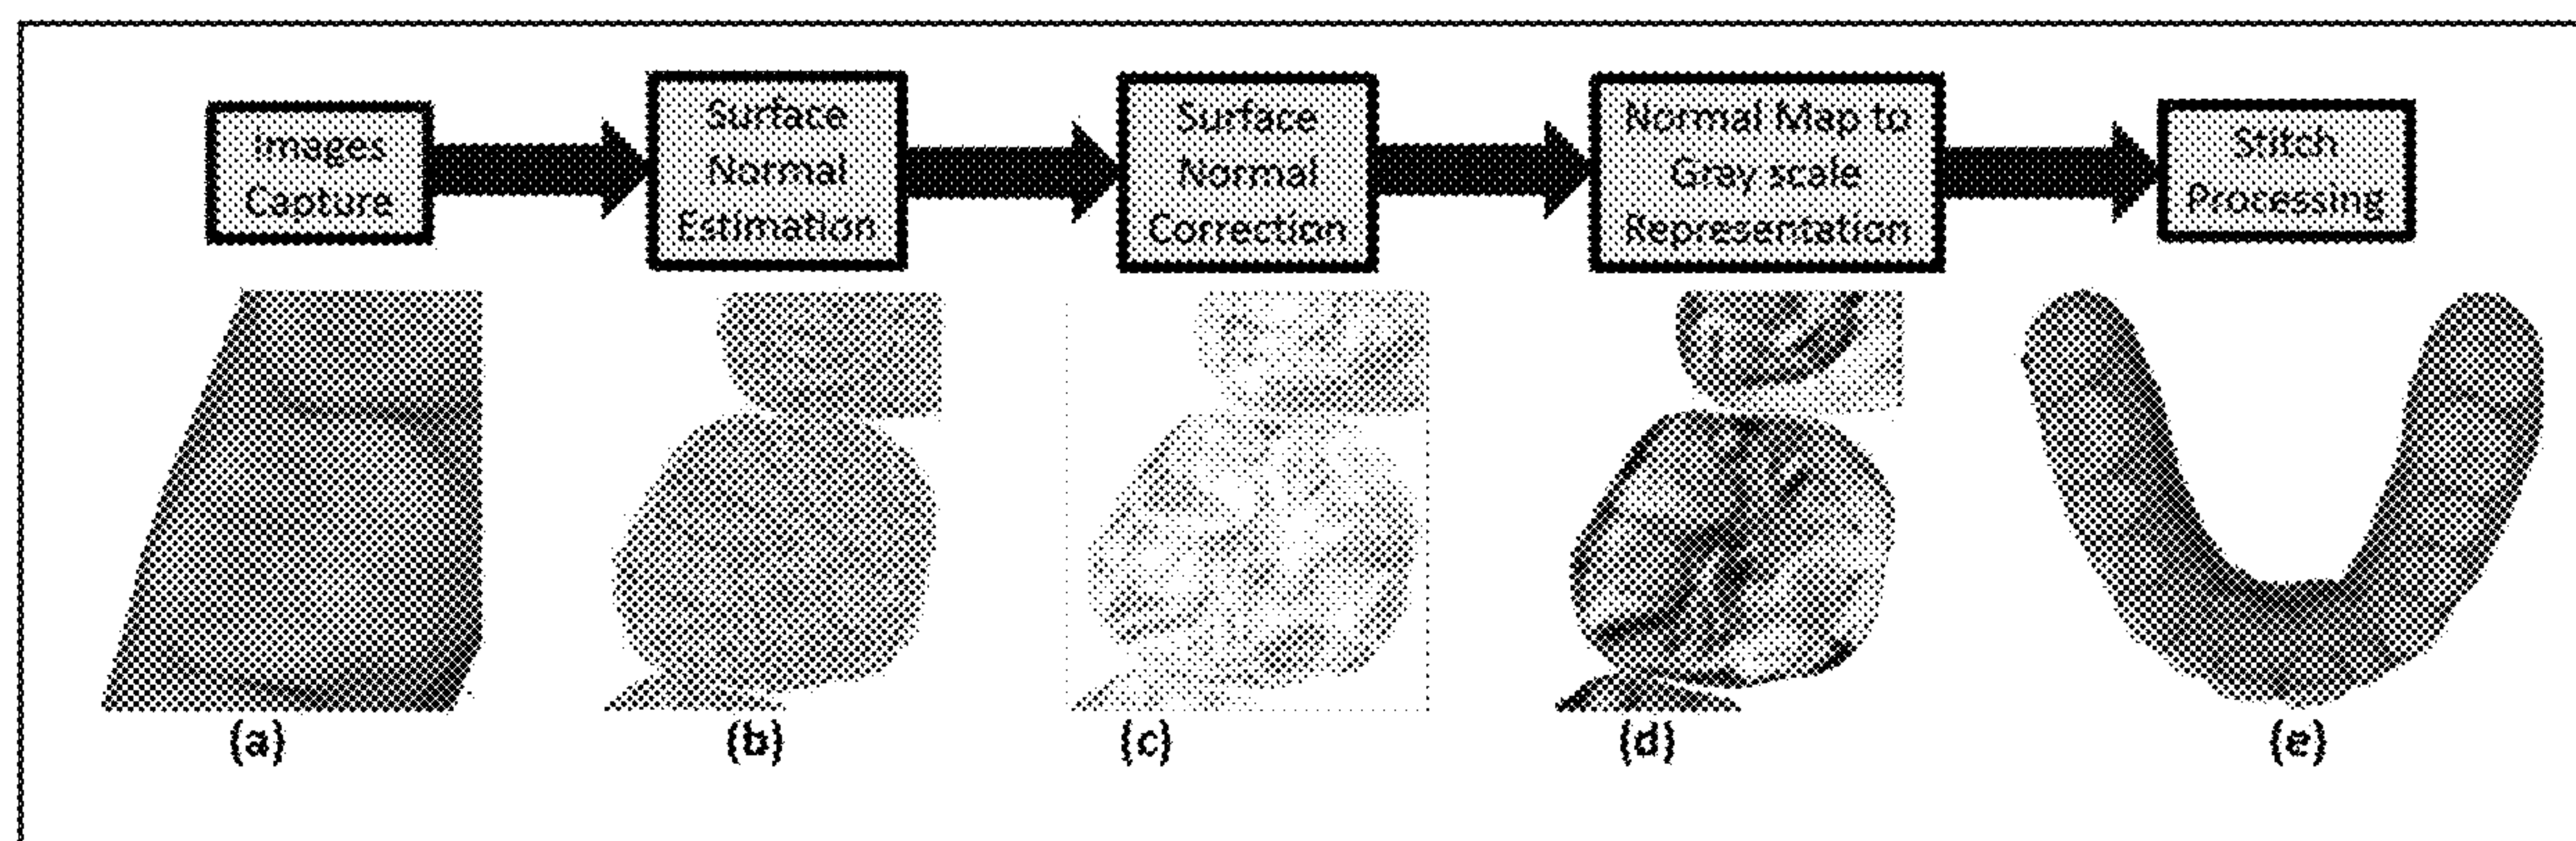 Images
Capture
Surface
Normal
Estimation
Surface
Normal
Correction
Normal Map to
Gray scale
Representation
Stitch
Processing
(a)
(b)
(c)
(d)
(e)